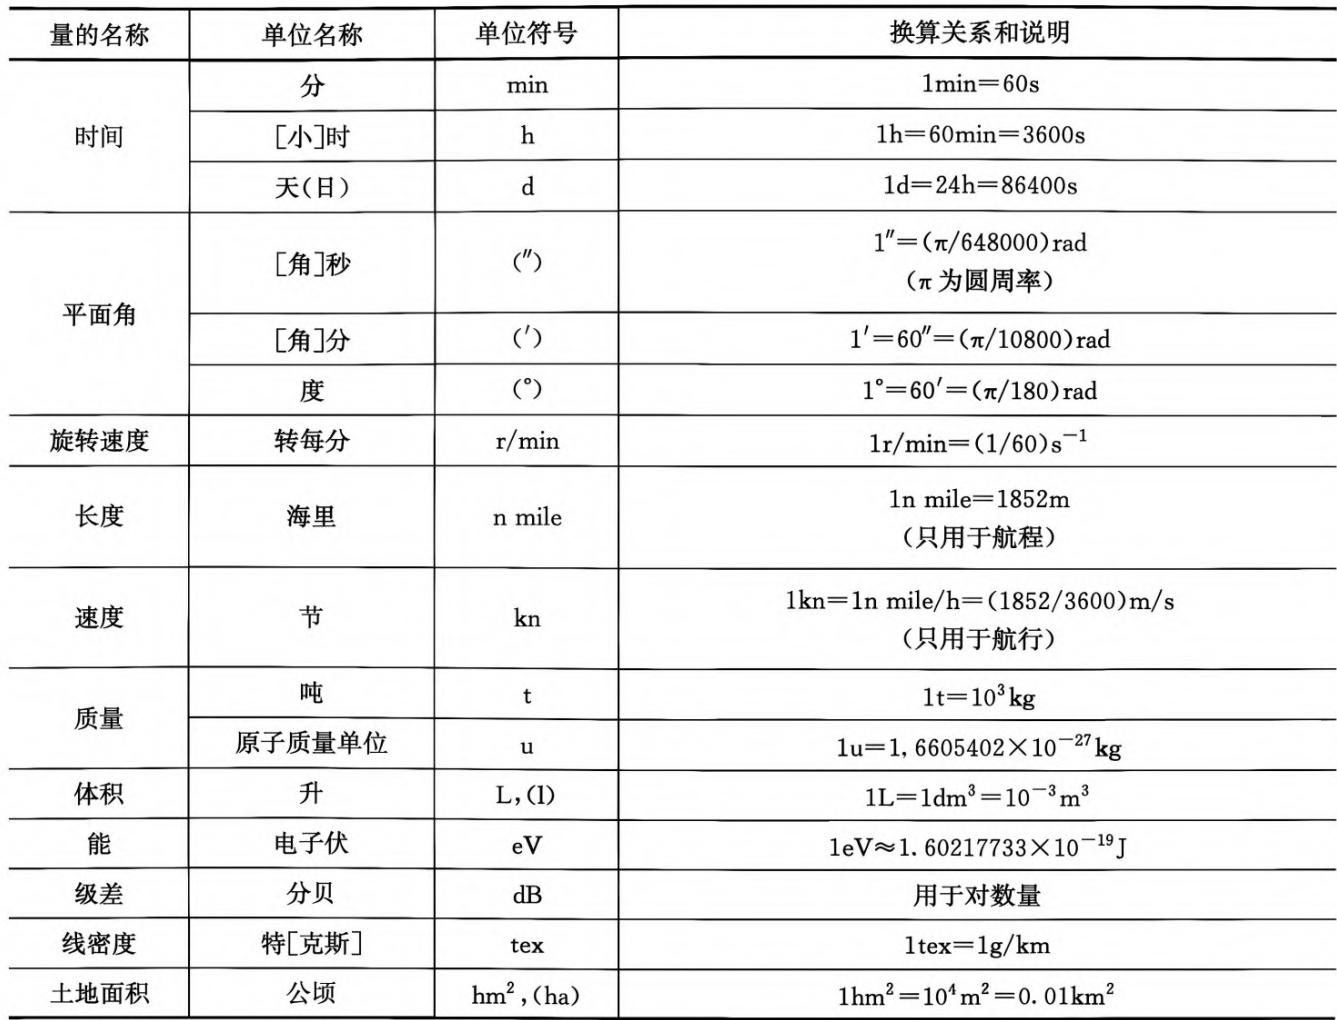 量的名称 单位名称 单位符号 换算关系和说明
时间 分 min 1min=60s
[小]时 h 1h=60min=3600s
天(日) d 1d=24h=86400s
平面角 [角]秒 (″) 1″=(π/648000)rad
(π为圆周率)
[角]分 (′) 1′=60″=(π/10800)rad
度 (°) 1°=60′=(π/180)rad
旋转速度 转每分 r/min 1r/min=(1/60)s⁻¹
长度 海里 n mile 1n mile=1852m
(只用于航程)
速度 节 kn 1kn=1n mile/h=(1852/3600)m/s
(只用于航行)
质量 吨 t 1t=10³kg
原子质量单位 u 1u=1,6605402×10⁻²⁷kg
体积 升 L,(l) 1L=1dm³=10⁻³m³
能 电子伏 eV 1eV≈1.60217733×10⁻¹⁹J
级差 分贝 dB 用于对数量
线密度 特[克斯] tex 1tex=1g/km
土地面积 公顷 hm²,(ha) 1hm²=10⁴m²=0.01km²